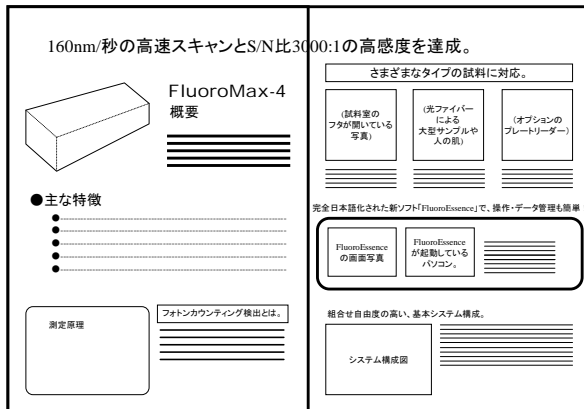 160nm/秒の高速スキャンとS/N比3000:1の高感度を達成。
FluoroMax-4
概要
●主な特徴
測定原理
フォトンカウンティング検出とは。
さまざまなタイプの試料に対応。
(試料室の
フタが開いている
写真)
(光ファイバー
による
大型サンプルや
人の肌)
(オプションの
プレートリーダー)
完全日本語化された新ソフト「FluoroEssence」で、操作・データ管理も簡単
FluoroEssence
の画面写真
FluoroEssence
が起動している
パソコン。
組合せ自由度の高い、基本システム構成。
システム構成図